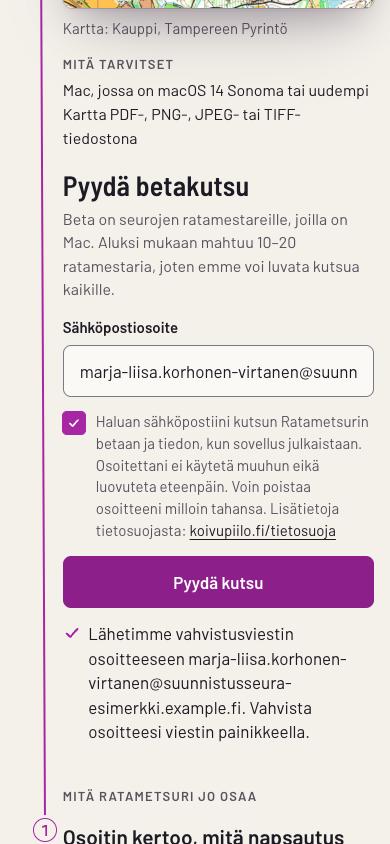 Kartta: Kauppi, Tampereen Pyrintö
MITÄ TARVITSET
Mac, jossa on macOS 14 Sonoma tai uudempi
Kartta PDF-, PNG-, JPEG- tai TIFF-
tiedostona
Pyydä betakutsu
Beta on seurojen ratamestareille, joilla on
Mac. Aluksi mukaan mahtuu 10–20
ratamestaria, joten emme voi luvata kutsua
kaikille.
Sähköpostiosoite
marja-liisa.korhonen-virtanen@suunn
Haluan sähköpostiini kutsun Ratametsurin
betaan ja tiedon, kun sovellus julkaistaan.
Osoitettani ei käytetä muuhun eikä
luovuteta eteenpäin. Voin poistaa
osoitteeni milloin tahansa. Lisätietoja
tietosuojasta: koivupiilo.fi/tietosuoja
Pyydä kutsu
Lähetimme vahvistusviestin
osoitteeseen marja-liisa.korhonen-
virtanen@suunnistusseura-
esimerkki.example.fi. Vahvista
osoitteesi viestin painikkeella.
MITÄ RATAMETSURI JO OSAA
1 Osoitin kertoo, mitä napsautus